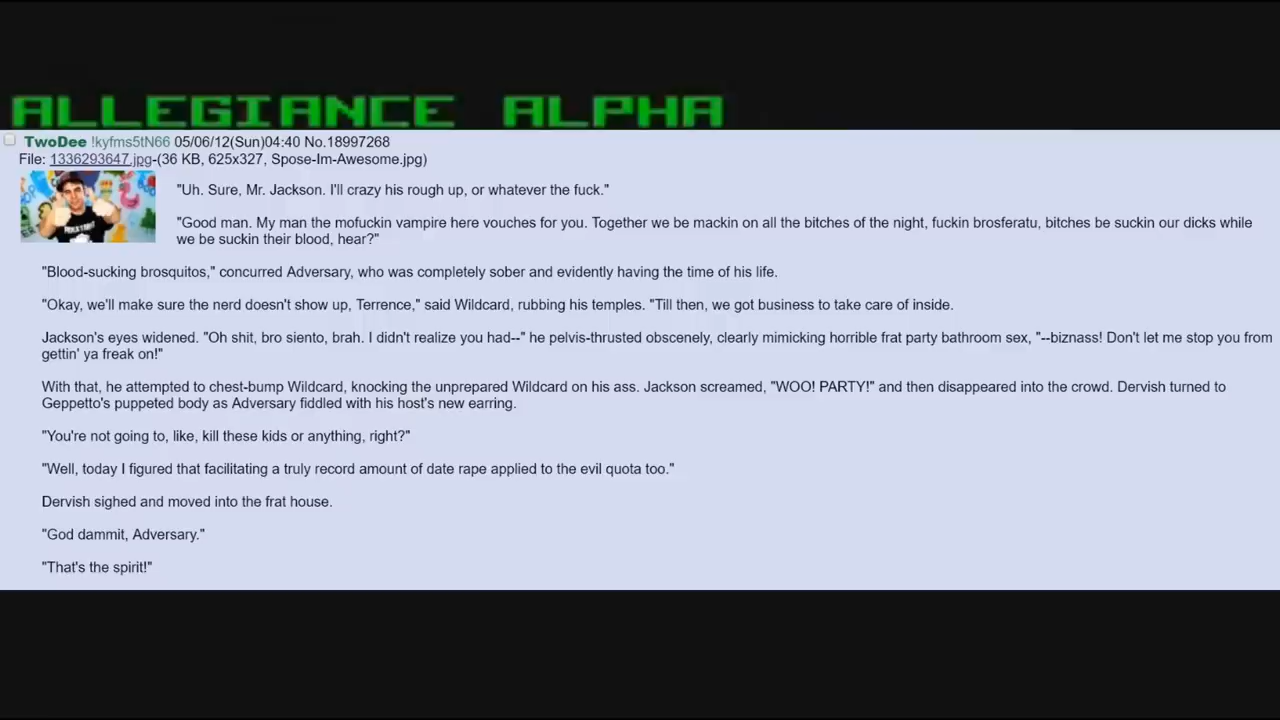 ALLEGIANCE ALPHA
TwoDee !kyfms5tN66 05/06/12(Sun)04:40 No.18997268
File: 1336293647.jpg-(36 KB, 625x327, Spose-Im-Awesome.jpg)
"Uh. Sure, Mr. Jackson. I'll crazy his rough up, or whatever the fuck."
"Good man. My man the mofuckin vampire here vouches for you. Together we be mackin on all the bitches of the night, fuckin brosferatu, bitches be suckin our dicks while
we be suckin their blood, hear?"
"Blood-sucking brosquitos," concurred Adversary, who was completely sober and evidently having the time of his life.
"Okay, we'll make sure the nerd doesn't show up, Terrence," said Wildcard, rubbing his temples. "Till then, we got business to take care of inside.
Jackson's eyes widened. "Oh shit, bro siento, brah. I didn't realize you had--" he pelvis-thrusted obscenely, clearly mimicking horrible frat party bathroom sex, "--biznass! Don't let me stop you from
gettin' ya freak on!"
With that, he attempted to chest-bump Wildcard, knocking the unprepared Wildcard on his ass. Jackson screamed, "WOO! PARTY!" and then disappeared into the crowd. Dervish turned to
Geppetto's puppeted body as Adversary fiddled with his host's new earring.
"You're not going to, like, kill these kids or anything, right?"
"Well, today I figured that facilitating a truly record amount of date rape applied to the evil quota too."
Dervish sighed and moved into the frat house.
"God dammit, Adversary."
"That's the spirit!"